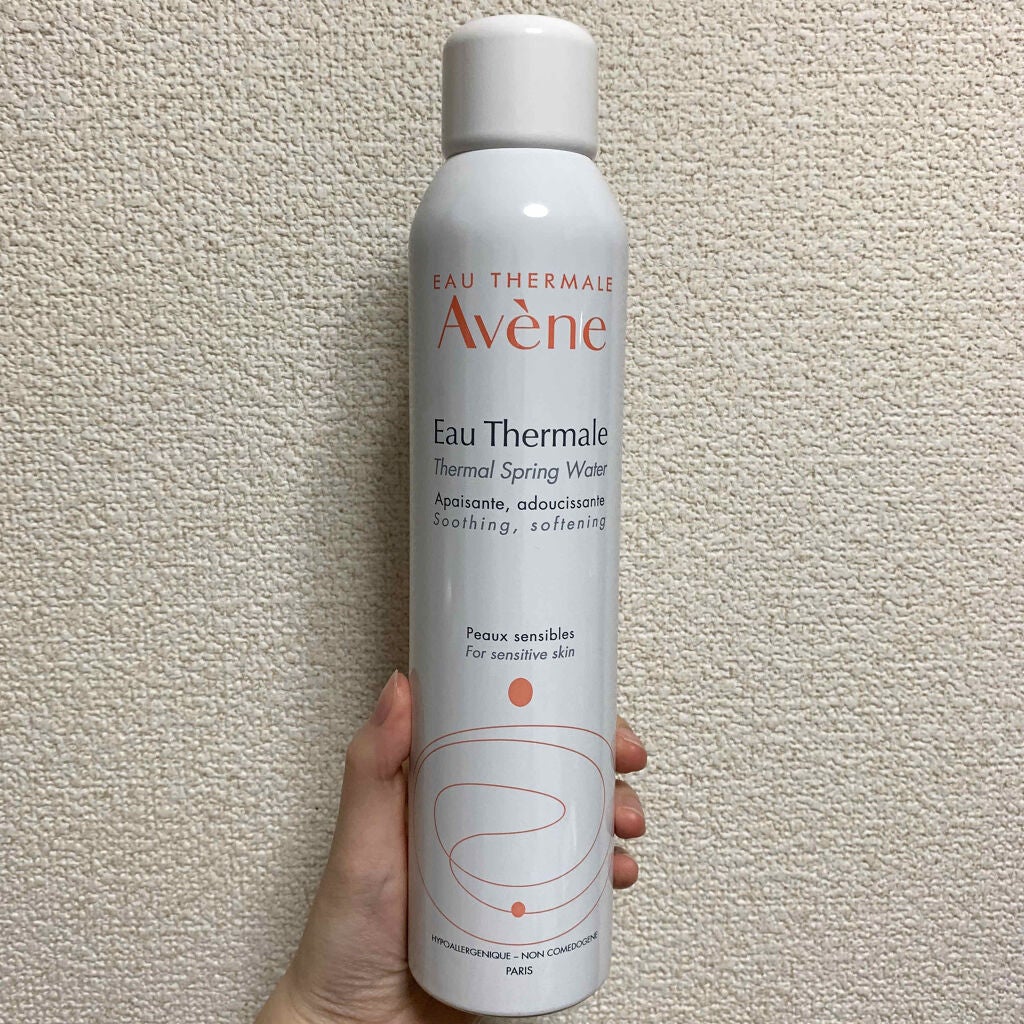 EAU THERMALE
Avène
Eau Thermale
Thermal Spring Water
Apaisante, adoucissante
Soothing, softening
Peaux sensibles
For sensitive skin
HYPOALLERGENIQUE – NON COMEDOGENE
PARIS